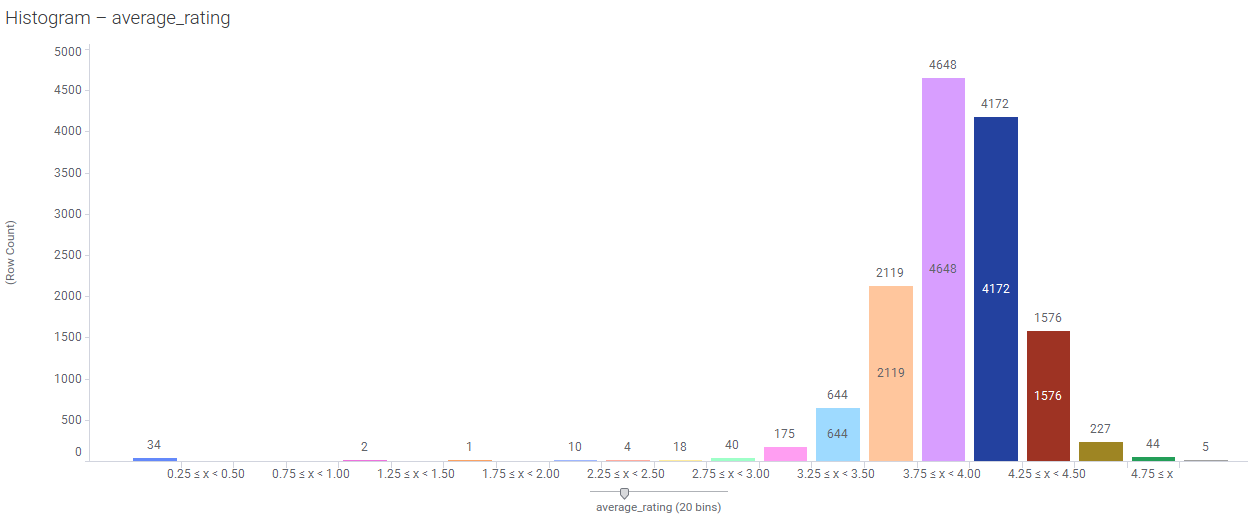 Histogram – average_rating
5000
4500
4000
3500
3000
2500
2000
1500
1000
500
0
(Row Count)
34
2
1
10
4
18
40
175
644
644
2119
2119
4648
4648
4172
4172
1576
1576
227
44
5
0.25 ≤ x < 0.50
0.75 ≤ x < 1.00
1.25 ≤ x < 1.50
1.75 ≤ x < 2.00
2.25 ≤ x < 2.50
2.75 ≤ x < 3.00
3.25 ≤ x < 3.50
3.75 ≤ x < 4.00
4.25 ≤ x < 4.50
4.75 ≤ x
average_rating (20 bins)